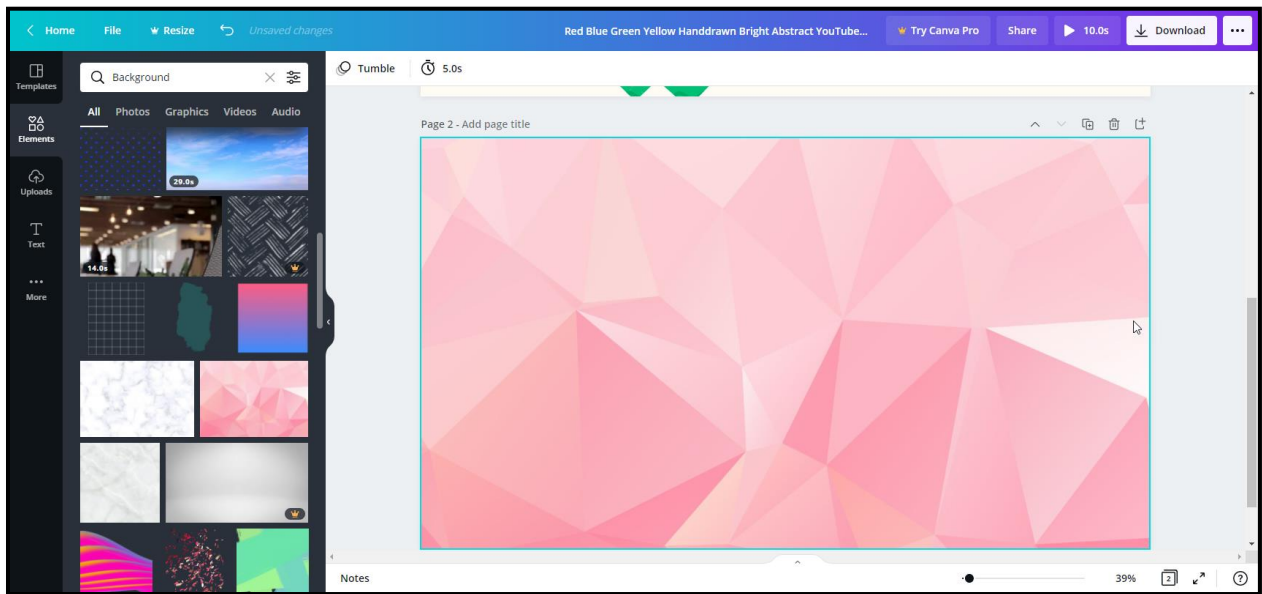 Home File Resize Unsaved changes Red Blue Green Yellow Handdrawn Bright Abstract YouTube... Try Canva Pro Share 10.0s Download
Templates
Elements
Uploads
Text
More
Background
All Photos Graphics Videos Audio
29.0s
14.0s
Tumble 5.0s
Page 2 - Add page title
Notes 39% 2 ?